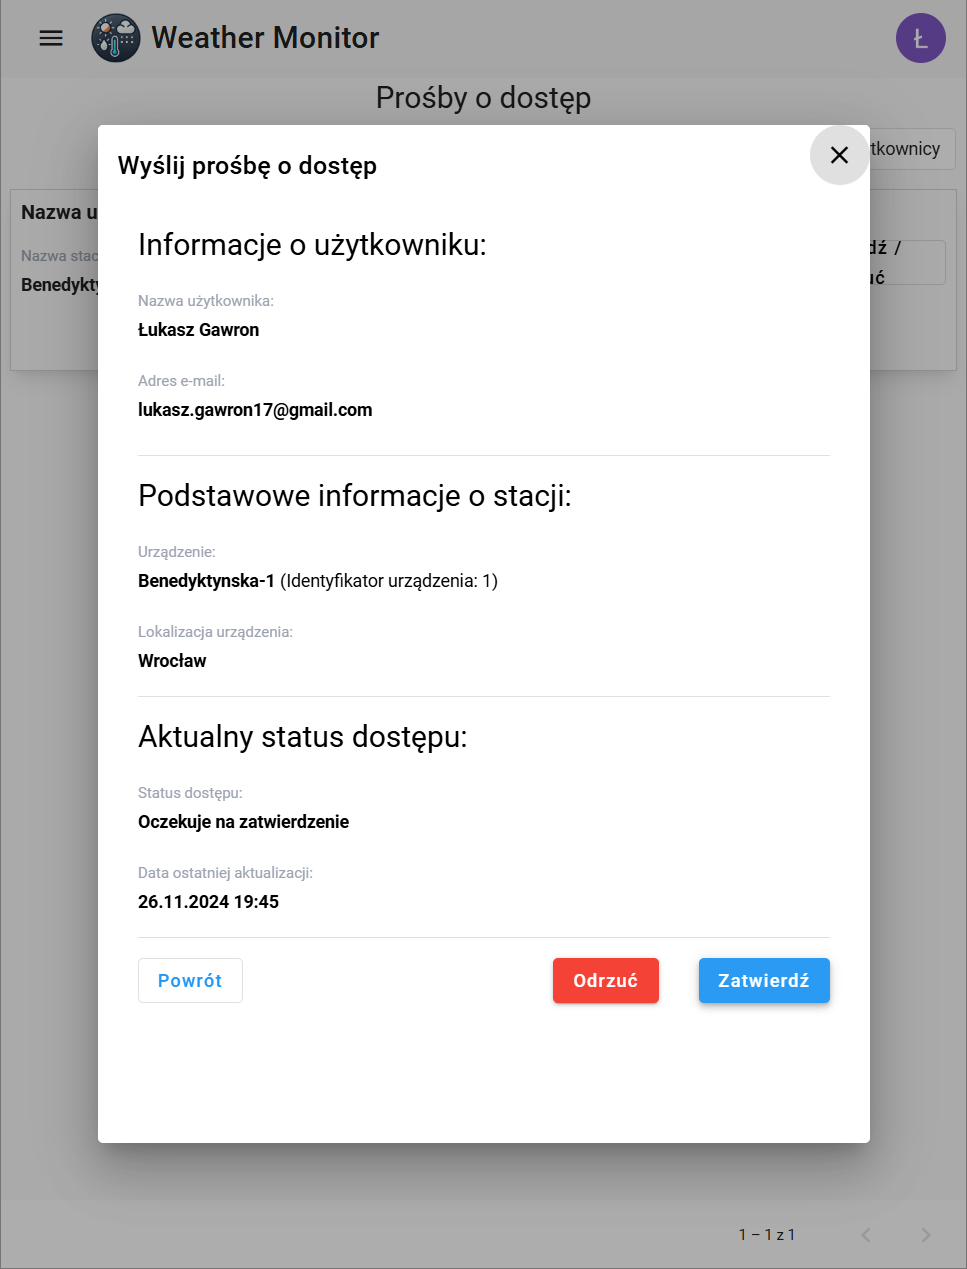 Weather Monitor
Ł
Prośby o dostęp
Wyślij prośbę o dostęp
Informacje o użytkowniku:
Nazwa użytkownika:
Łukasz Gawron
Adres e-mail:
lukasz.gawron17@gmail.com
Podstawowe informacje o stacji:
Urządzenie:
Benedyktynska-1 (Identyfikator urządzenia: 1)
Lokalizacja urządzenia:
Wrocław
Aktualny status dostępu:
Status dostępu:
Oczekuje na zatwierdzenie
Data ostatniej aktualizacji:
26.11.2024 19:45
Powrót
Odrzuć
Zatwierdź
tkownicy
Nazwa u
Nazwa stac
Benedykty
dź /
uć
1 – 1 z 1